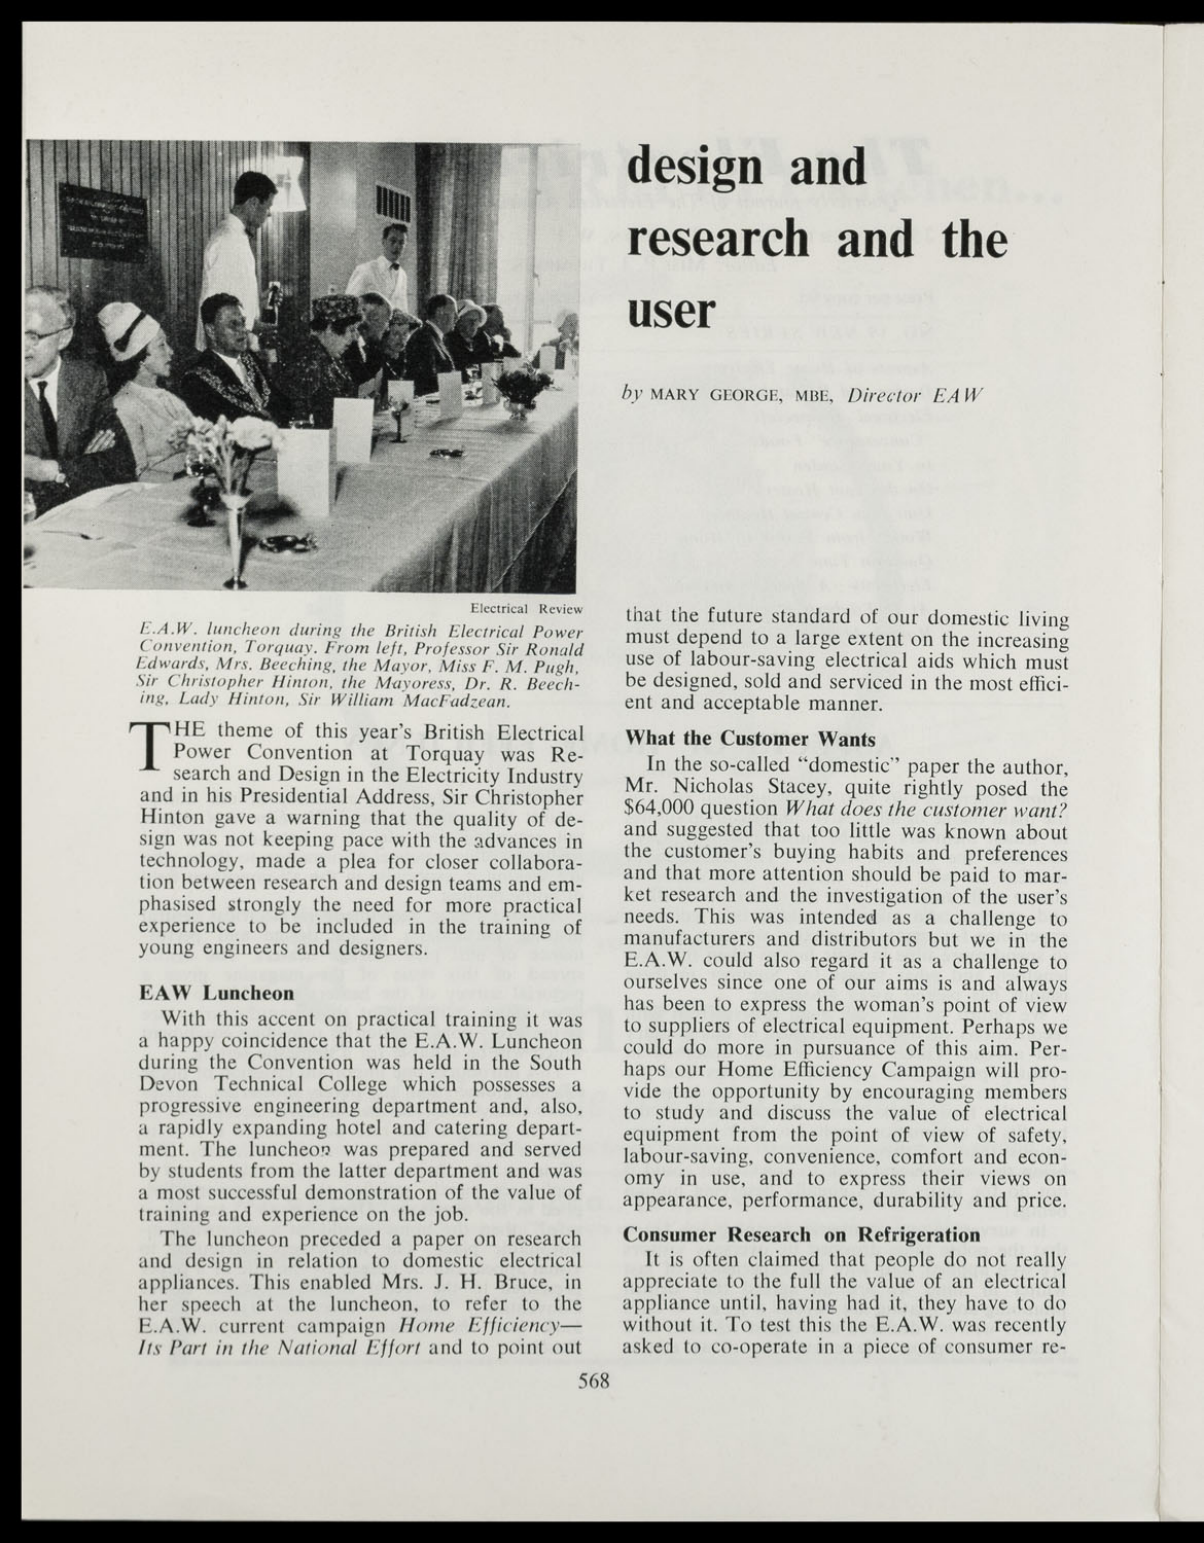 design and
research and the
user
by MARY GEORGE, MBE, Director EAW
Electrical Review
E.A.W. luncheon during the British Electrical Power
Convention, Torquay. From left, Professor Sir Ronald
Edwards, Mrs. Beeching, the Mayor, Miss F. M. Pugh,
Sir Christopher Hinton, the Mayoress, Dr. R. Beech-
ing, Lady Hinton, Sir William MacFadzean.
THE theme of this year's British Electrical
Power Convention at Torquay was Re-
search and Design in the Electricity Industry
and in his Presidential Address, Sir Christopher
Hinton gave a warning that the quality of de-
sign was not keeping pace with the advances in
technology, made a plea for closer collabora-
tion between research and design teams and em-
phasised strongly the need for more practical
experience to be included in the training of
young engineers and designers.
EAW Luncheon
With this accent on practical training it was
a happy coincidence that the E.A.W. Luncheon
during the Convention was held in the South
Devon Technical College which possesses a
progressive engineering department and, also,
a rapidly expanding hotel and catering depart-
ment. The luncheon was prepared and served
by students from the latter department and was
a most successful demonstration of the value of
training and experience on the job.
The luncheon preceded a paper on research
and design in relation to domestic electrical
appliances. This enabled Mrs. J. H. Bruce, in
her speech at the luncheon, to refer to the
E.A.W. current campaign Home Efficiency—
Its Part in the National Effort and to point out
that the future standard of our domestic living
must depend to a large extent on the increasing
use of labour-saving electrical aids which must
be designed, sold and serviced in the most effici-
ent and acceptable manner.
What the Customer Wants
In the so-called “domestic” paper the author,
Mr. Nicholas Stacey, quite rightly posed the
$64,000 question What does the customer want?
and suggested that too little was known about
the customer's buying habits and preferences
and that more attention should be paid to mar-
ket research and the investigation of the user's
needs. This was intended as a challenge to
manufacturers and distributors but we in the
E.A.W. could also regard it as a challenge to
ourselves since one of our aims is and always
has been to express the woman's point of view
to suppliers of electrical equipment. Perhaps we
could do more in pursuance of this aim. Per-
haps our Home Efficiency Campaign will pro-
vide the opportunity by encouraging members
to study and discuss the value of electrical
equipment from the point of view of safety,
labour-saving, convenience, comfort and econ-
omy in use, and to express their views on
appearance, performance, durability and price.
Consumer Research on Refrigeration
It is often claimed that people do not really
appreciate to the full the value of an electrical
appliance until, having had it, they have to do
without it. To test this the E.A.W. was recently
asked to co-operate in a piece of consumer re-
568